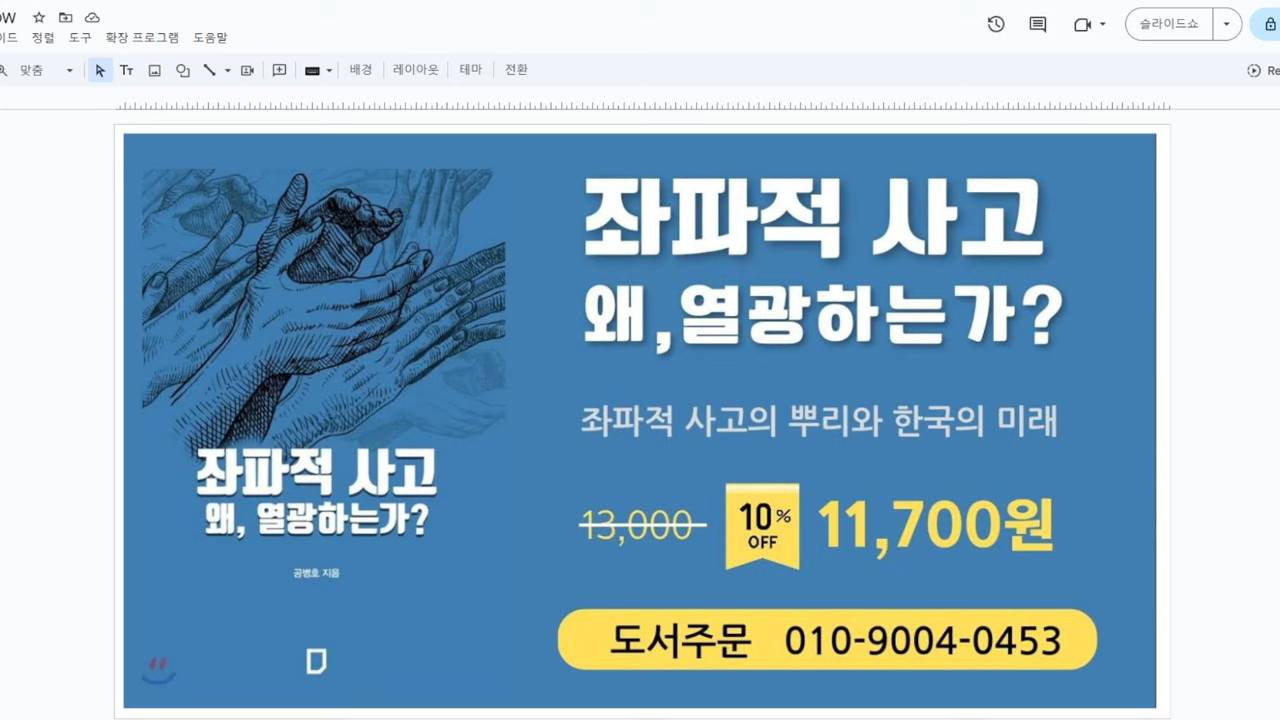 OW
이드 정렬 도구 확장 프로그램 도움말
슬라이드쇼
맞춤
Tт
배경 레이아웃 테마 전환
Re
좌파적 사고
왜,열광하는가?
좌파적 사고의 뿌리와 한국의 미래
13,000
10%
OFF
11,700원
도서주문 010-9004-0453
좌파적 사고
왜, 열광하는가?
공병호 지음